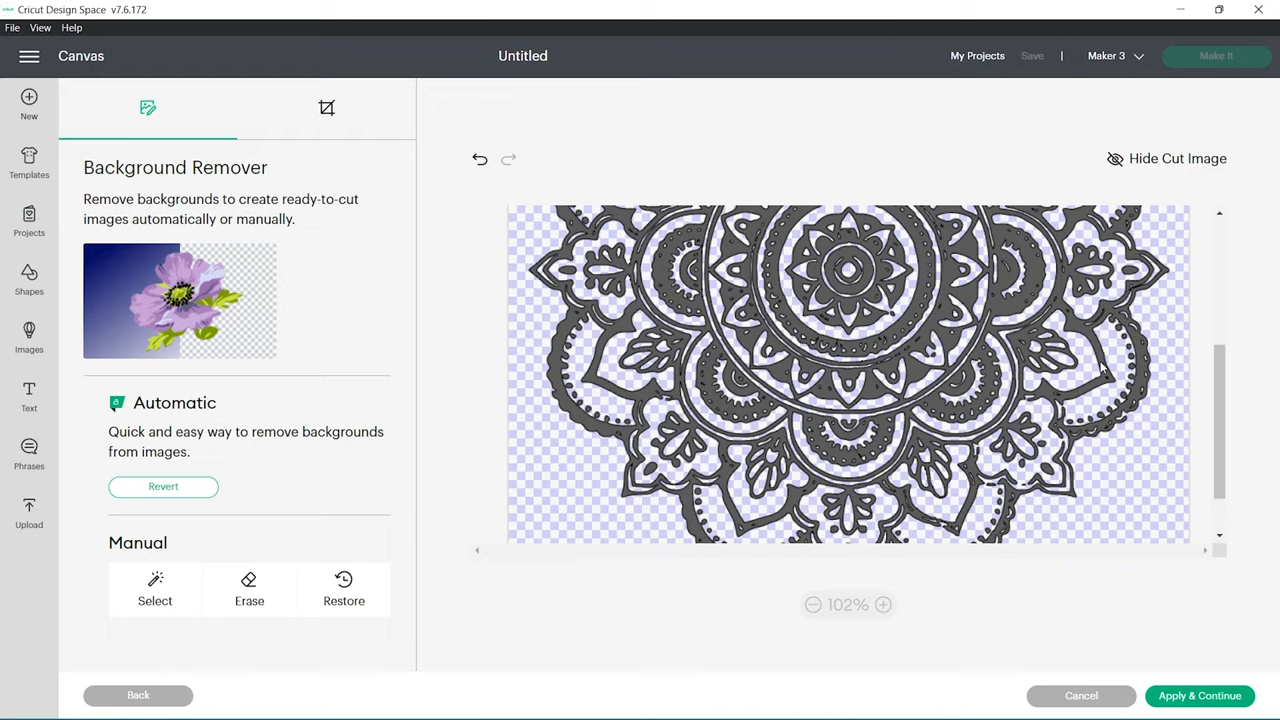 Cricut Design Space v7.6.172
File View Help
Canvas
Untitled
My Projects Save | Maker 3 Make It
New
Templates
Projects
Shapes
Images
Text
Phrases
Upload
Background Remover
Remove backgrounds to create ready-to-cut
images automatically or manually.
a Automatic
Quick and easy way to remove backgrounds
from images.
Revert
Manual
Select Erase Restore
Hide Cut Image
102%
Back
Cancel Apply & Continue